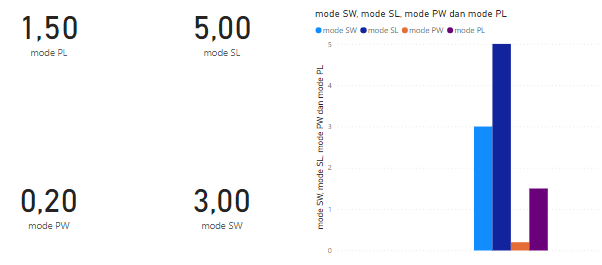 1,50
mode PL
5,00
mode SL
0,20
mode PW
3,00
mode SW
mode SW, mode SL, mode PW dan mode PL
mode SW mode SL mode PW mode PL
mode SW, mode SL, mode PW dan mode PL
5
4
3
2
1
0